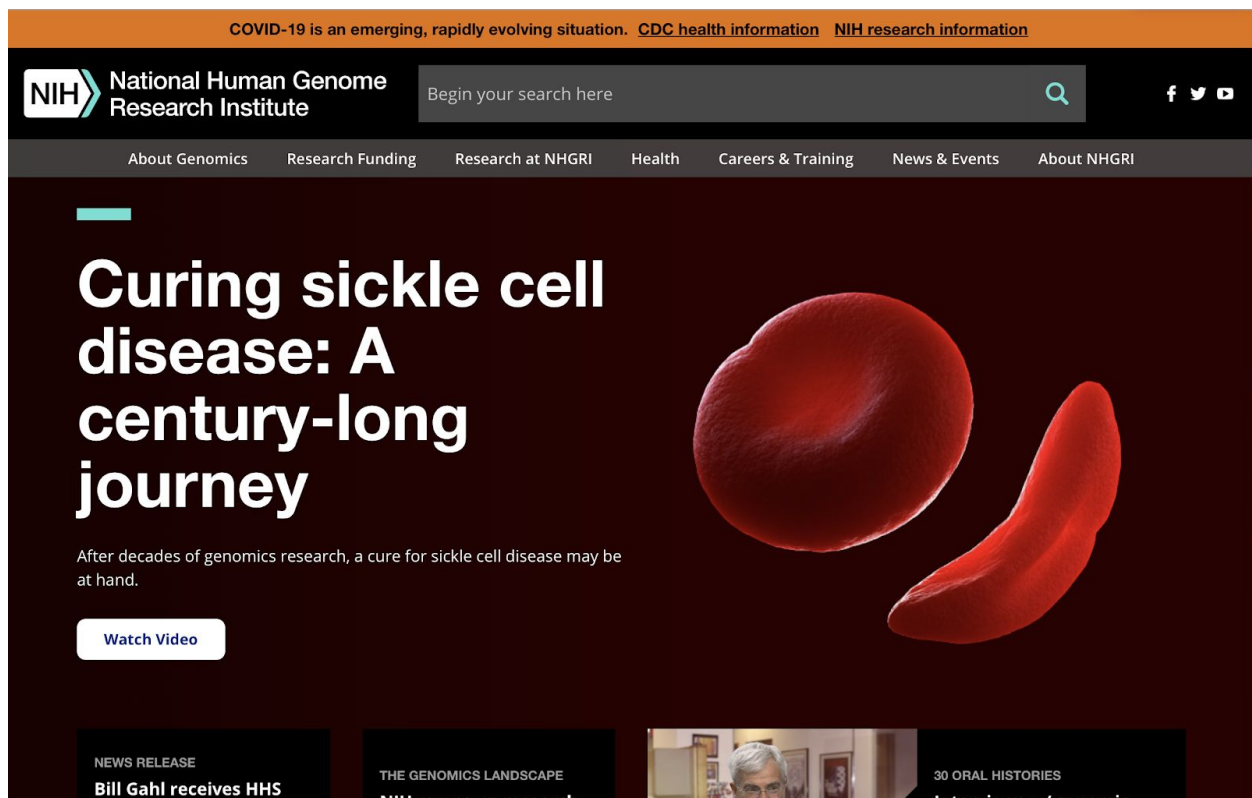 COVID-19 is an emerging, rapidly evolving situation. CDC health information NIH research information
NIH
National Human Genome
Research Institute
Begin your search here
About Genomics Research Funding Research at NHGRI Health Careers & Training News & Events About NHGRI
Curing sickle cell
disease: A
century-long
journey
After decades of genomics research, a cure for sickle cell disease may be
at hand.
Watch Video
NEWS RELEASE
Bill Gahl receives HHS
THE GENOMICS LANDSCAPE
NIH
30 ORAL HISTORIES